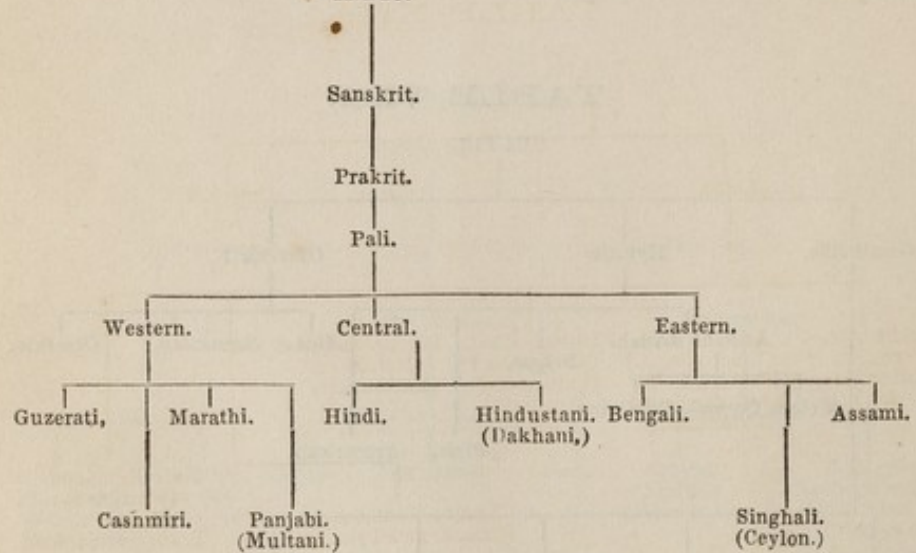 Sanskrit.
Prakrit.
Pali.
Western. Central. Eastern.
Guzerati, Marathi. Hindi. Hindustani. Bengali. Assami.
(Dakhani,)
Cashmiri. Panjabi. Singhali.
(Multani.) (Ceylon.)